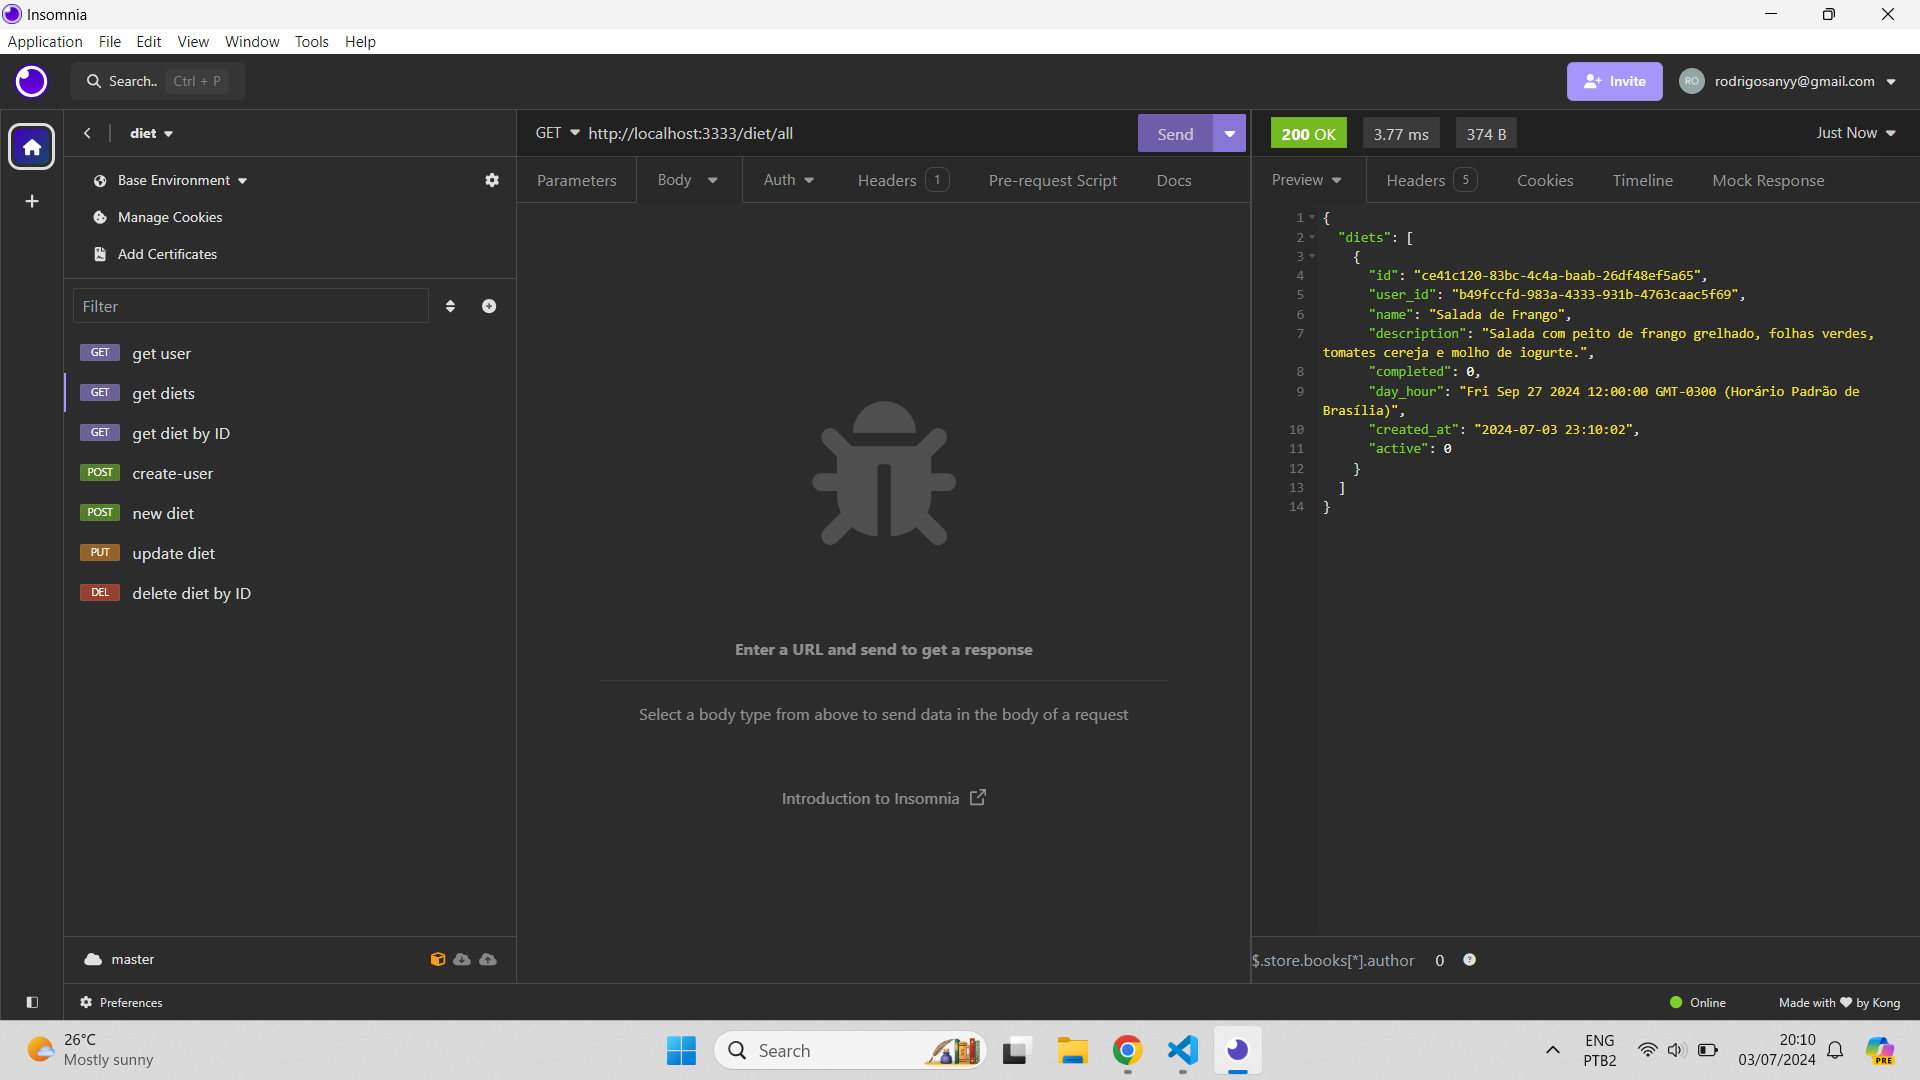 Insomnia
Application File Edit View Window Tools Help
Search.. Ctrl + P
Invite
RO rodrigosanyy@gmail.com
diet
Base Environment
Manage Cookies
Add Certificates
Filter
GET get user
GET get diets
GET get diet by ID
POST create-user
POST new diet
PUT update diet
DEL delete diet by ID
master
Preferences
GET http://localhost:3333/diet/all
Send
Parameters Body Auth Headers 1 Pre-request Script Docs
Enter a URL and send to get a response
Select a body type from above to send data in the body of a request
Introduction to Insomnia
200 OK 3.77 ms 374 B Just Now
Preview Headers 5 Cookies Timeline Mock Response
1 {
2 "diets": [
3 {
4 "id": "ce41c120-83bc-4c4a-baab-26df48ef5a65",
5 "user_id": "b49fccfd-983a-4333-931b-4763caac5f69",
6 "name": "Salada de Frango",
7 "description": "Salada com peito de frango grelhado, folhas verdes,
tomates cereja e molho de iogurte.",
8 "completed": 0,
9 "day_hour": "Fri Sep 27 2024 12:00:00 GMT-0300 (Horário Padrão de
Brasília)",
10 "created_at": "2024-07-03 23:10:02",
11 "active": 0
12 }
13 ]
14 }
$.store.books[*].author 0 ?
Online
Made with ❤ by Kong
26°C
Mostly sunny
Search
ENG
PTB2
20:10
03/07/2024
PRE